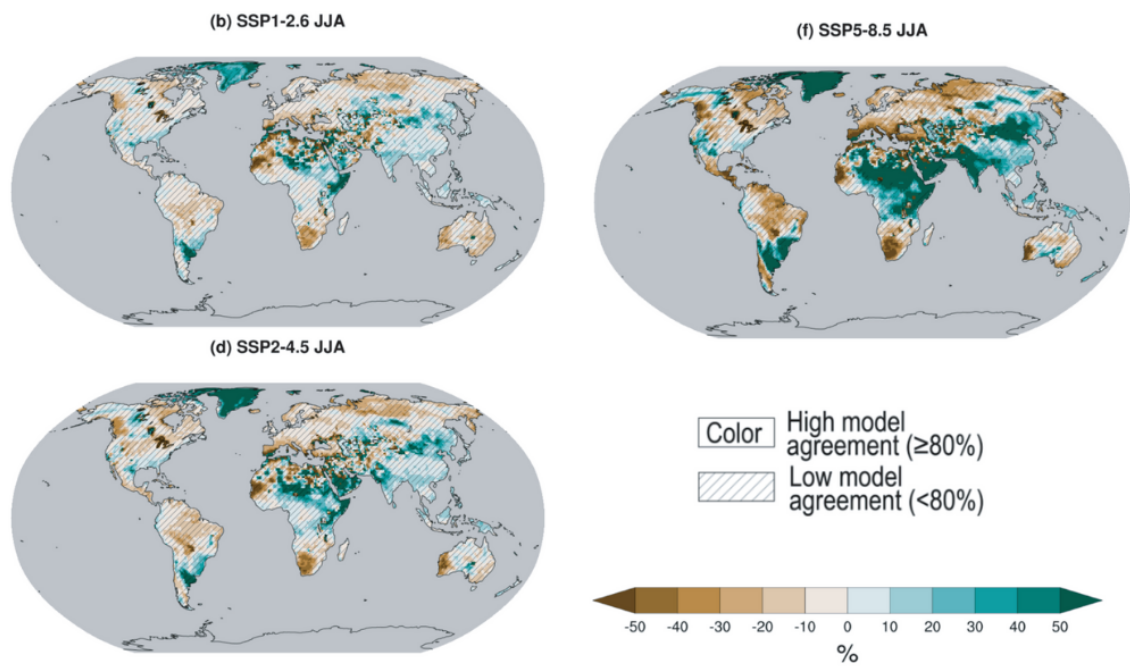 (b) SSP1-2.6 JJA
(f) SSP5-8.5 JJA
(d) SSP2-4.5 JJA
Color
High model
agreement (≥80%)
Low model
agreement (<80%)
-50 -40 -30 -20 -10 0 10 20 30 40 50
%